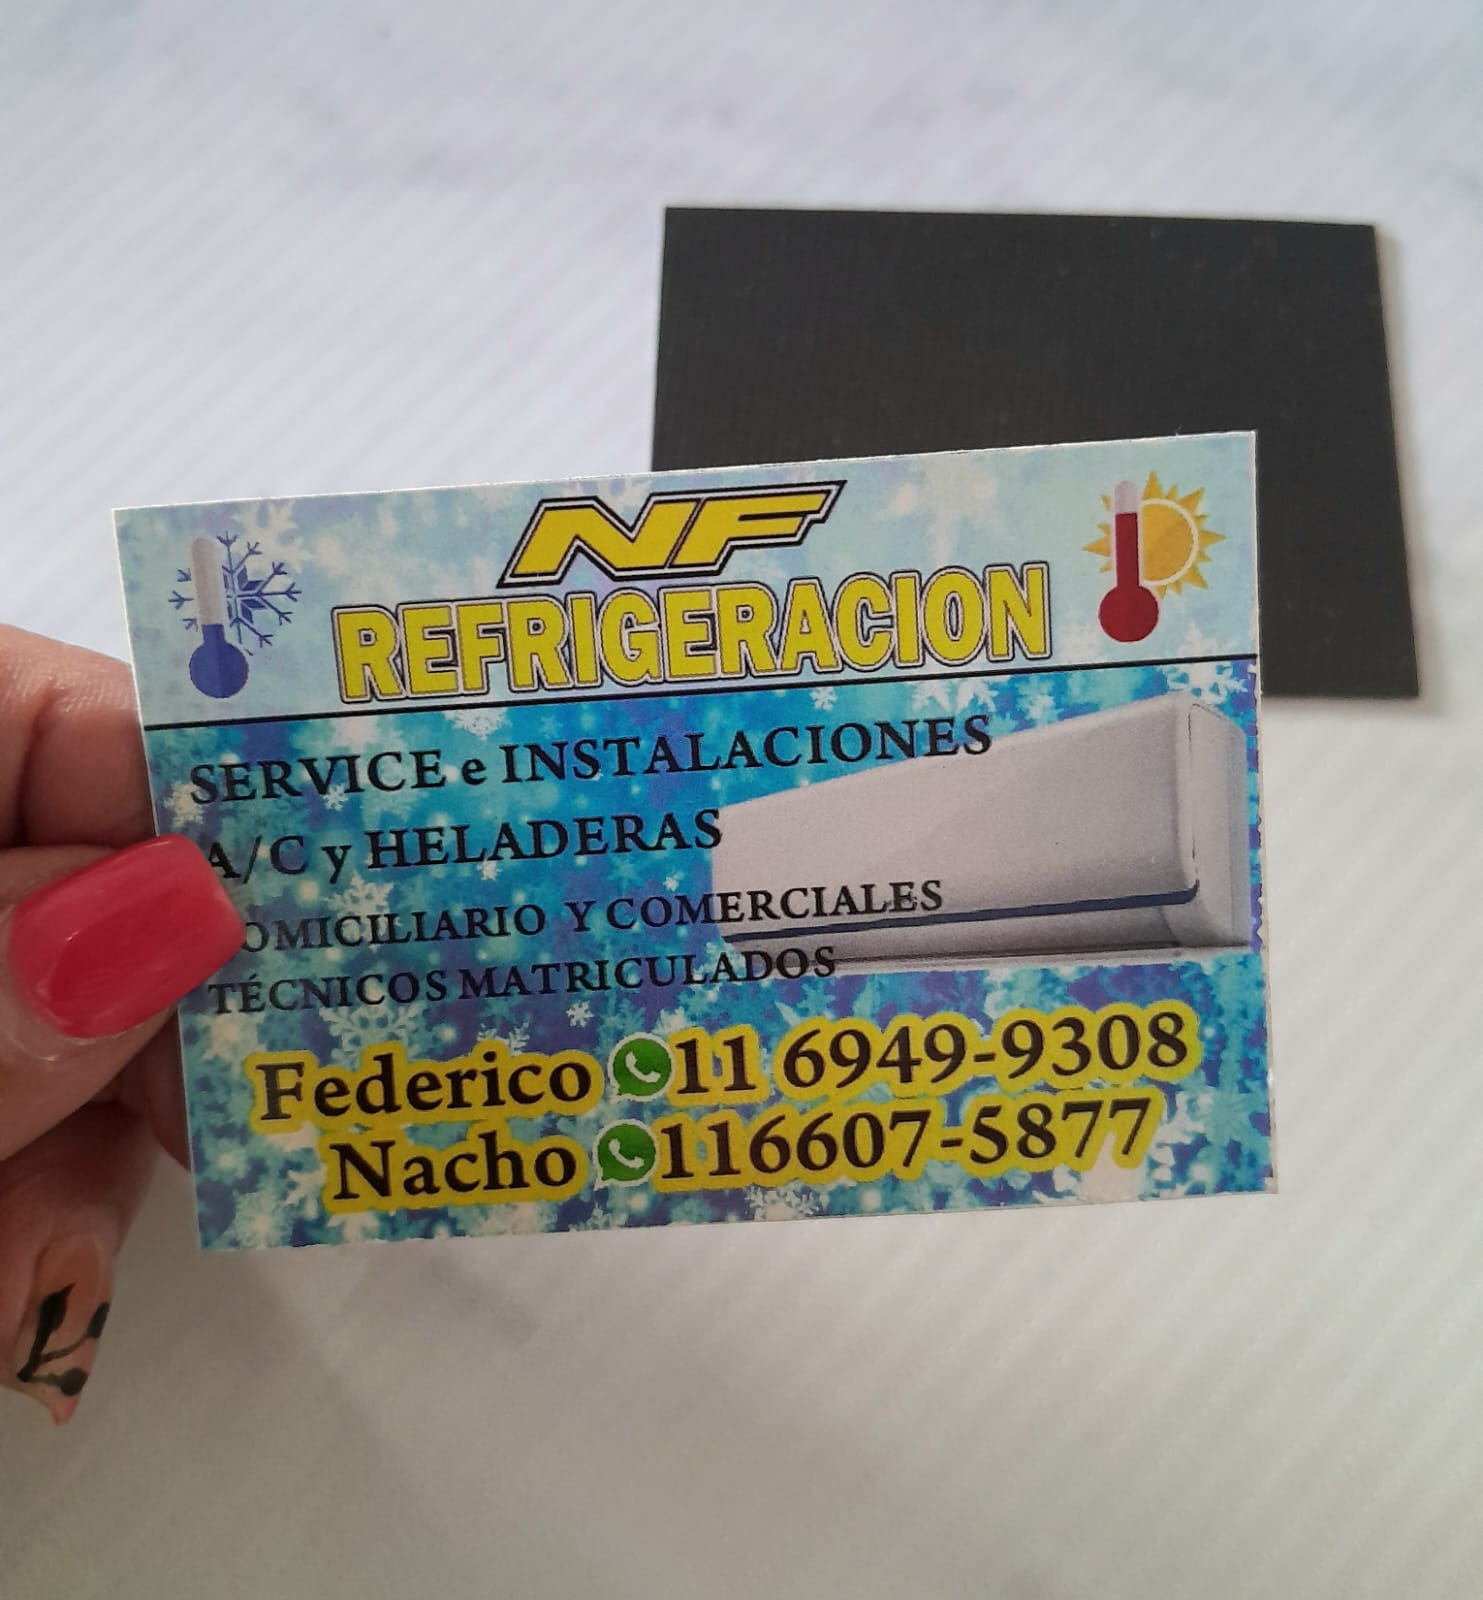 NF
REFRIGERACION
SERVICE e INSTALACIONES
A/C y HELADERAS
OMICILIARIO Y COMERCIALES
TÉCNICOS MATRICULADOS
Federico 11 6949-9308
Nacho 116607-5877